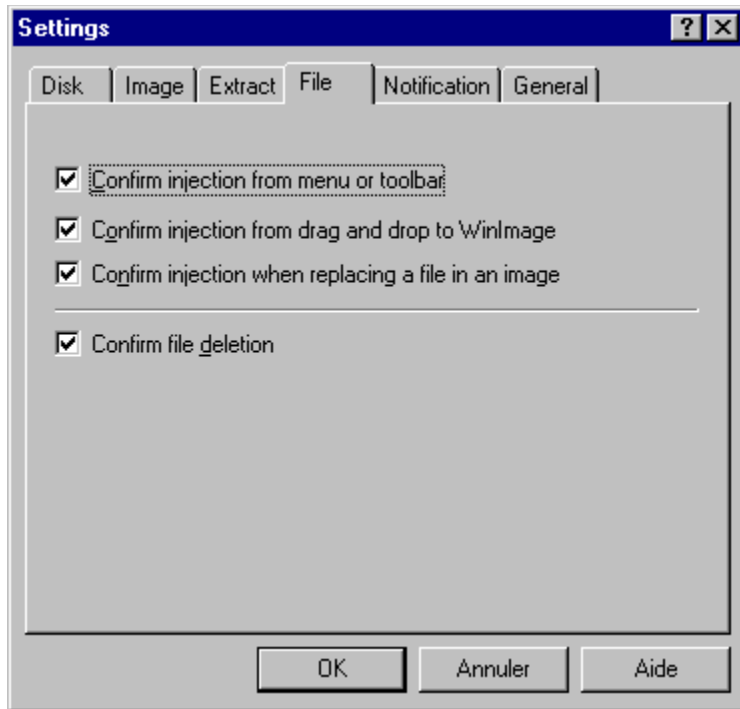 Settings
Disk Image Extract File Notification General
Confirm injection from menu or toolbar
Confirm injection from drag and drop to WinImage
Confirm injection when replacing a file in an image
Confirm file deletion
OK Annuler Aide